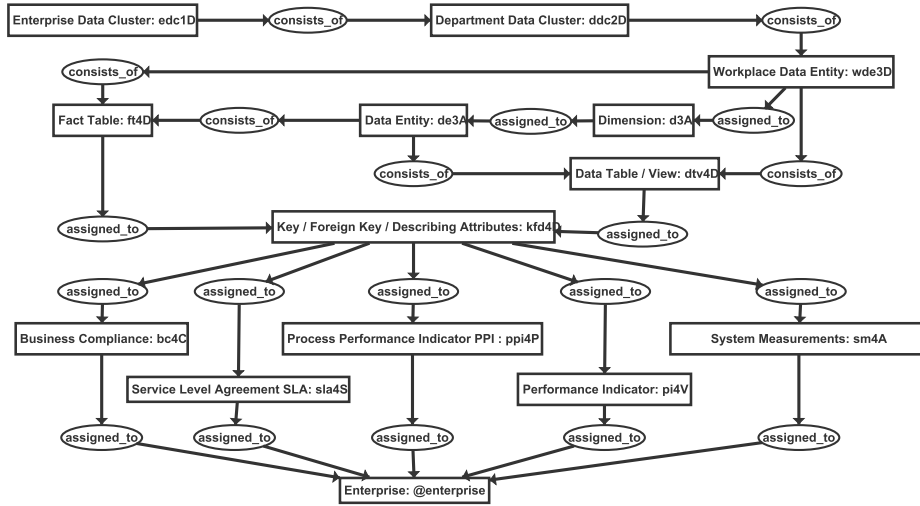 Enterprise Data Cluster: edc1D
consists_of
Department Data Cluster: ddc2D
consists_of
consists_of
Workplace Data Entity: wde3D
Fact Table: ft4D
consists_of
Data Entity: de3A
assigned_to
Dimension: d3A
assigned_to
consists_of
Data Table / View: dtv4D
consists_of
assigned_to
Key / Foreign Key / Describing Attributes: kfd4D
assigned_to
assigned_to
assigned_to
assigned_to
assigned_to
assigned_to
Business Compliance: bc4C
Process Performance Indicator PPI : ppi4P
System Measurements: sm4A
Service Level Agreement SLA: sla4S
Performance Indicator: pi4V
assigned_to
assigned_to
assigned_to
assigned_to
assigned_to
Enterprise: @enterprise